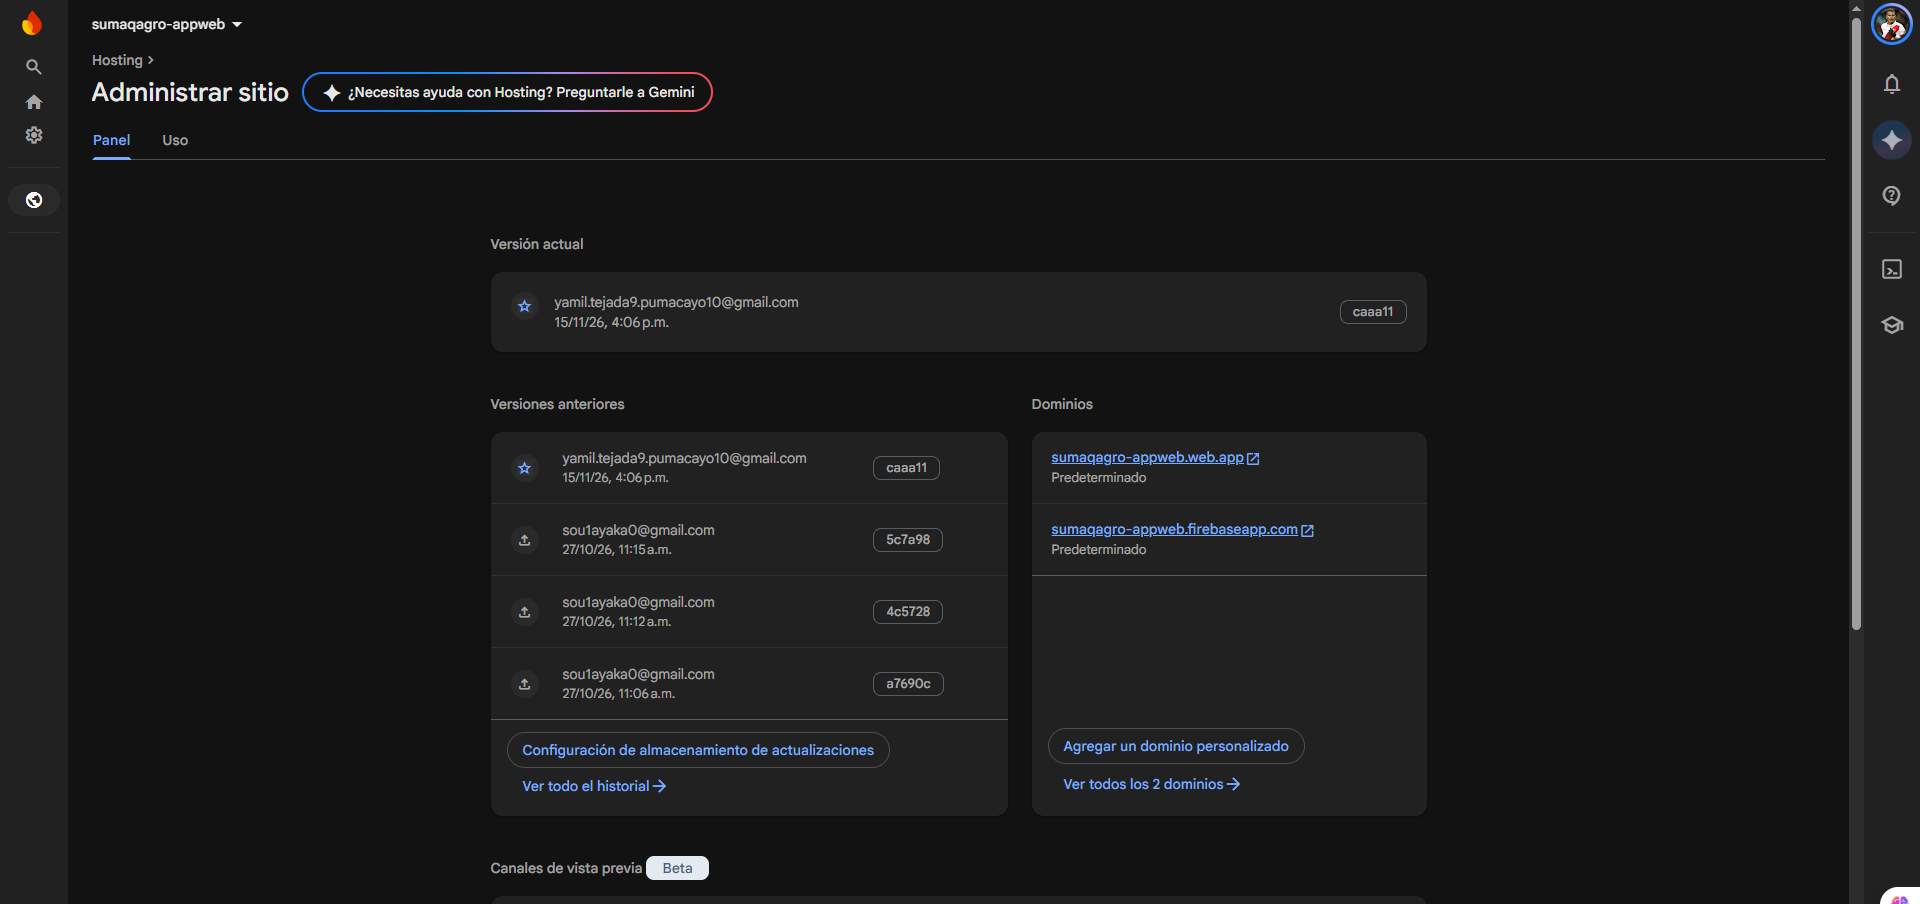 sumaqagro-appweb
Hosting
Administrar sitio
¿Necesitas ayuda con Hosting? Preguntarle a Gemini
Panel
Uso
Versión actual
yamil.tejada9.pumacayo10@gmail.com
15/11/26, 4:06 p.m.
caaa11
Versiones anteriores
yamil.tejada9.pumacayo10@gmail.com
15/11/26, 4:06 p.m.
caaa11
sou1ayaka0@gmail.com
27/10/26, 11:15 a.m.
5c7a98
sou1ayaka0@gmail.com
27/10/26, 11:12 a.m.
4c5728
sou1ayaka0@gmail.com
27/10/26, 11:06 a.m.
a7690c
Configuración de almacenamiento de actualizaciones
Ver todo el historial
Dominios
sumaqagro-appweb.web.app
Predeterminado
sumaqagro-appweb.firebaseapp.com
Predeterminado
Agregar un dominio personalizado
Ver todos los 2 dominios
Canales de vista previa
Beta